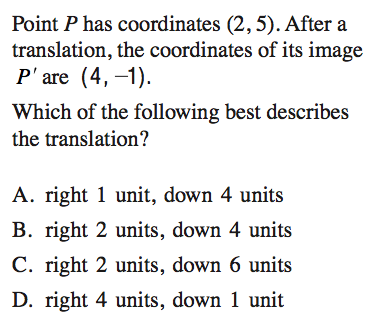 Point P has coordinates (2, 5). After a
translation, the coordinates of its image
P′ are (4, −1).
Which of the following best describes
the translation?
A. right 1 unit, down 4 units
B. right 2 units, down 4 units
C. right 2 units, down 6 units
D. right 4 units, down 1 unit